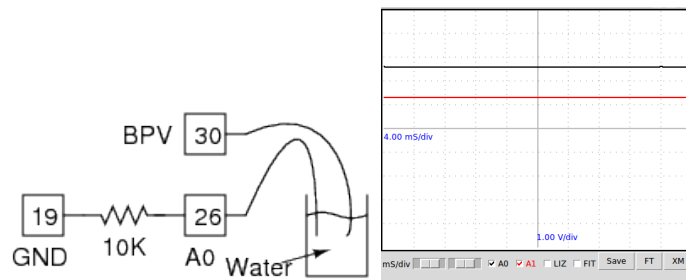 BPV
30
19
26
GND
10K
A0
Water
4.00 mS/div
1.00 V/div
mS/div A0 A1 LIZ FIT Save FT XM